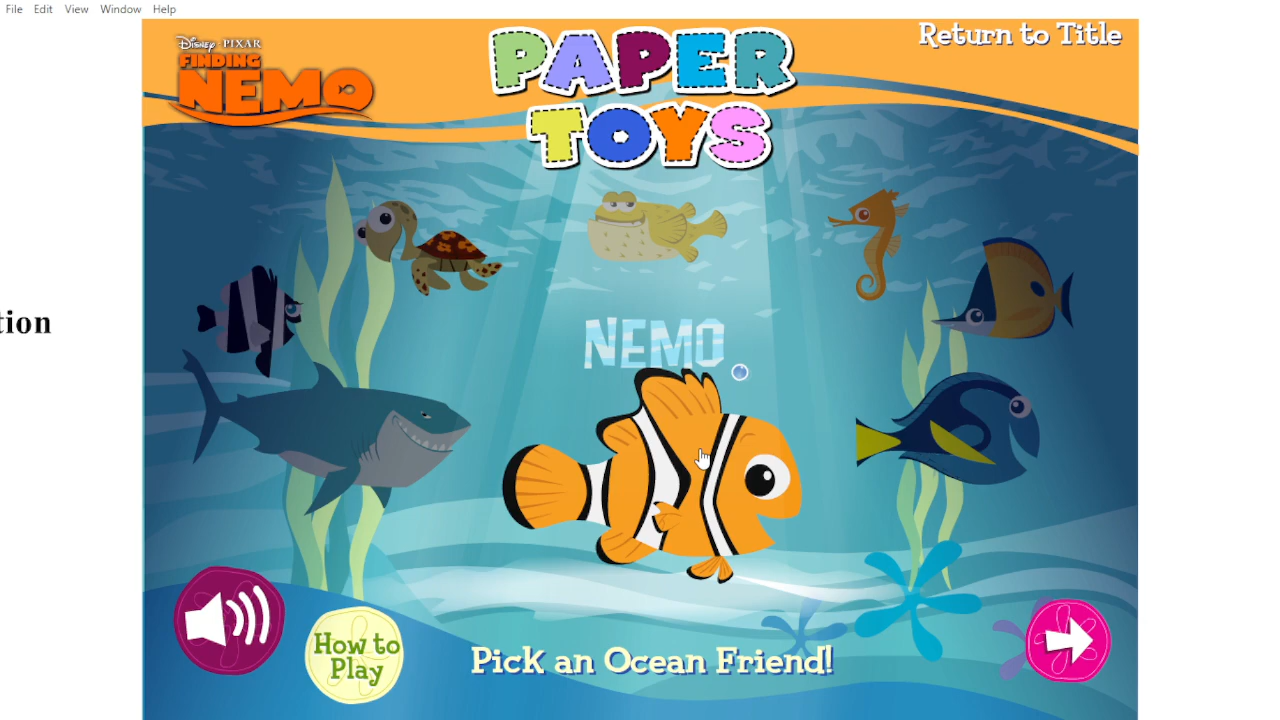 File Edit View Window Help
Return to Title
DISNEY PIXAR
FINDING
NEMO
PAPER
TOYS
tion
NEMO
How to
Play
Pick an Ocean Friend!